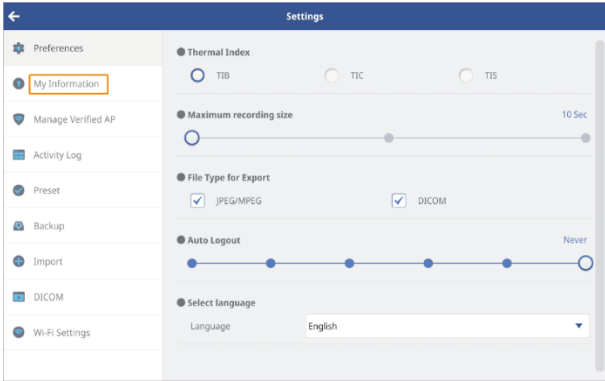 Settings
Preferences
My Information
Manage Verified AP
Activity Log
Preset
Backup
Import
DICOM
Wi-Fi Settings
Thermal Index
TIB TIC TIS
Maximum recording size 10 Sec
File Type for Export
JPEG/MPEG DICOM
Auto Logout Never
Select language
Language English